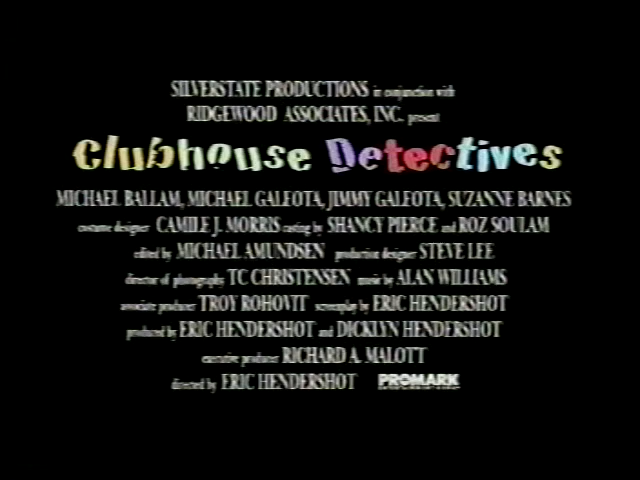 SILVERSTATE PRODUCTIONS in conjunction with
RIDGEWOOD ASSOCIATES, INC. present
Clubhouse Detectives
MICHAEL BALLAM, MICHAEL GALEOTA, JIMMY GALEOTA, SUZANNE BARNES
costume designer CAMILE J. MORRIS casting by SHANCY PIERCE and ROZ SOULAM
edited by MICHAEL AMUNDSEN production designer STEVE LEE
director of photography TC CHRISTENSEN music by ALAN WILLIAMS
associate producer TROY ROHOVIT screenplay by ERIC HENDERSHOT
produced by ERIC HENDERSHOT and DICKLYN HENDERSHOT
executive producer RICHARD A. MALOTT
directed by ERIC HENDERSHOT PROMARK